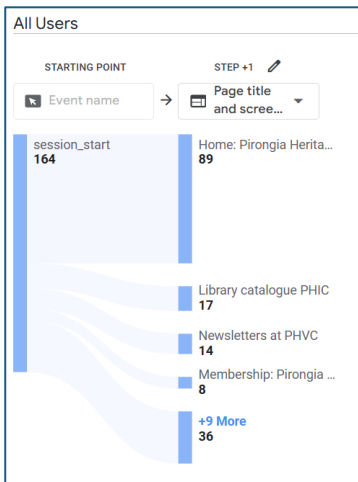 All Users
STARTING POINT
STEP +1
Event name
Page title
and scree...
session_start
164
Home: Pirongia Herita...
89
Library catalogue PHIC
17
Newsletters at PHVC
14
Membership: Pirongia ...
8
+9 More
36